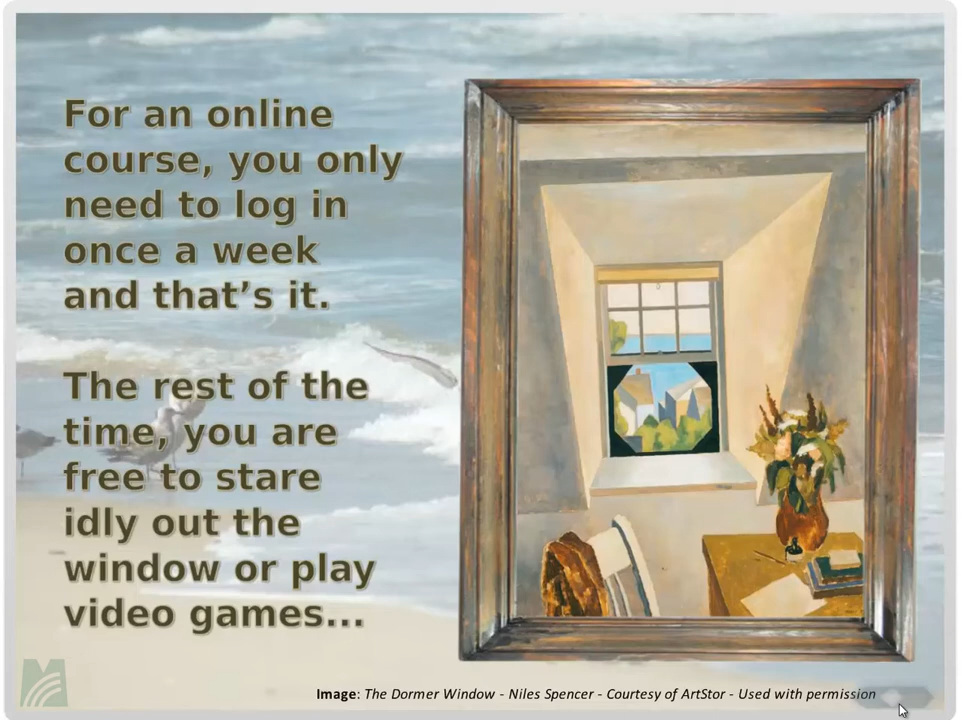 For an online
course, you only
need to log in
once a week
and that’s it.
The rest of the
time, you are
free to stare
idly out the
window or play
video games...
Image: The Dormer Window - Niles Spencer - Courtesy of ArtStor - Used with permission